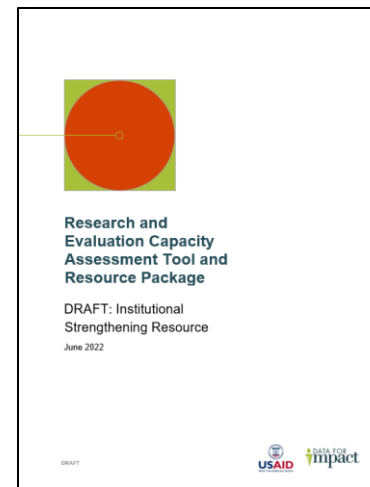 Research and
Evaluation Capacity
Assessment Tool and
Resource Package
DRAFT: Institutional
Strengthening Resource
June 2022
DRAFT
USAID
DATA FOR
impact